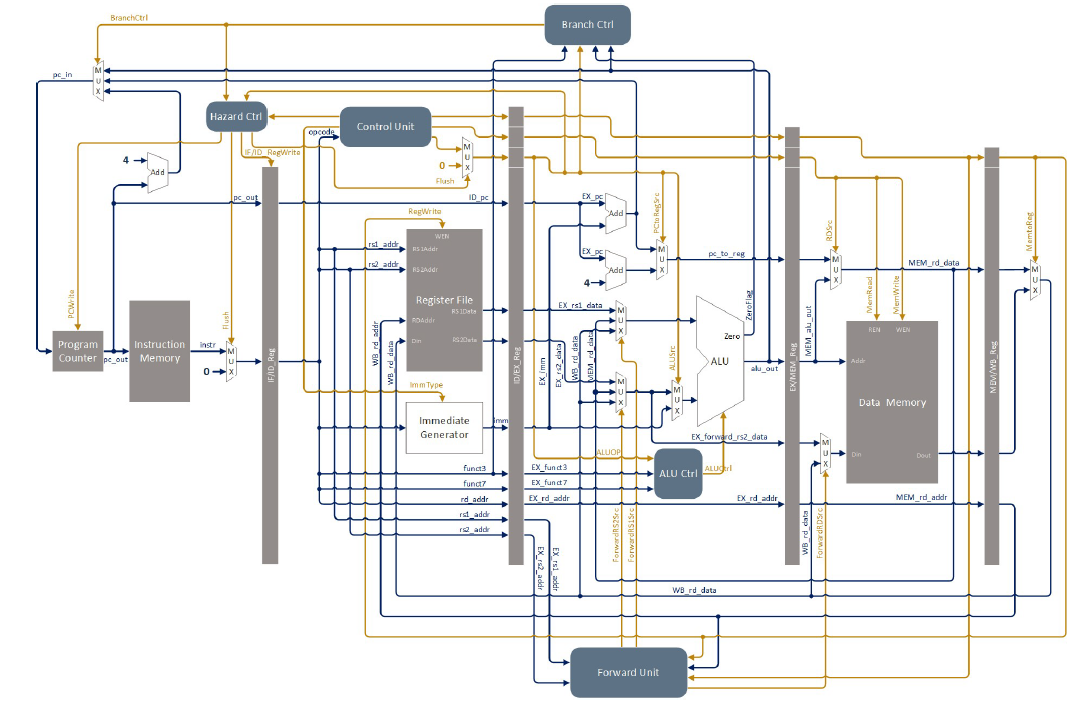 Branch Ctrl
BranchCtrl
pc_in
M
U
X
Hazard Ctrl
Control Unit
opcode
IF/ID_RegWrite
M
U
X
0
Flush
4
Add
pc_out
ID_pc
EX_pc
Add
PCtoRegSrc
RegWrite
WEN
rs1_addr
RS1Addr
rs2_addr
RS2Addr
Register File
RS1Data
RDAddr
Din
RS2Data
WB_rd_addr
WB_rd_data
EX_pc
Add
4
M
U
X
pc_to_reg
RDSrc
M
U
X
MEM_rd_data
MemtoReg
M
U
X
MemRead
MemWrite
PCWrite
Flush
Program
Counter
pc_out
Instruction
Memory
instr
0
M
U
X
IF/ID_Reg
ID/EX_Reg
EX/MEM_Reg
MEM/WB_Reg
EX_rs1_data
EX_rs2_data
EX_imm
WB_rd_data
MEM_rd_data
M
U
X
M
U
X
ALUSrc
M
U
X
ALU
Zero
ZeroFlag
alu_out
MEM_alu_out
REN
WEN
Addr
Data Memory
Din
Dout
M
U
X
ImmType
Immediate
Generator
imm
EX_forward_rs2_data
ALUOP
ALU Ctrl
ALUCtrl
funct3
EX_funct3
funct7
EX_funct7
rd_addr
EX_rd_addr
EX_rd_addr
MEM_rd_addr
rs1_addr
rs2_addr
EX_rs2_addr
EX_rs1_addr
ForwardRS2Src
ForwardRS1Src
WB_rd_data
ForwardRDSrc
WB_rd_data
Forward Unit